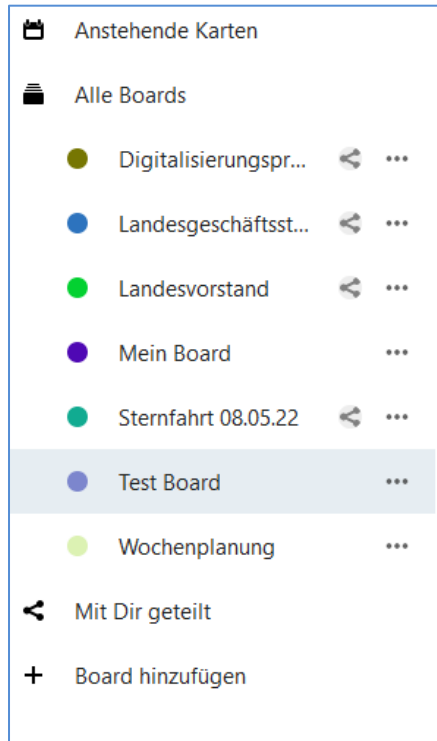 Anstehende Karten
Alle Boards
Digitalisierungspr...
Landesgeschäftsst...
Landesvorstand
Mein Board
Sternfahrt 08.05.22
Test Board
Wochenplanung
Mit Dir geteilt
Board hinzufügen